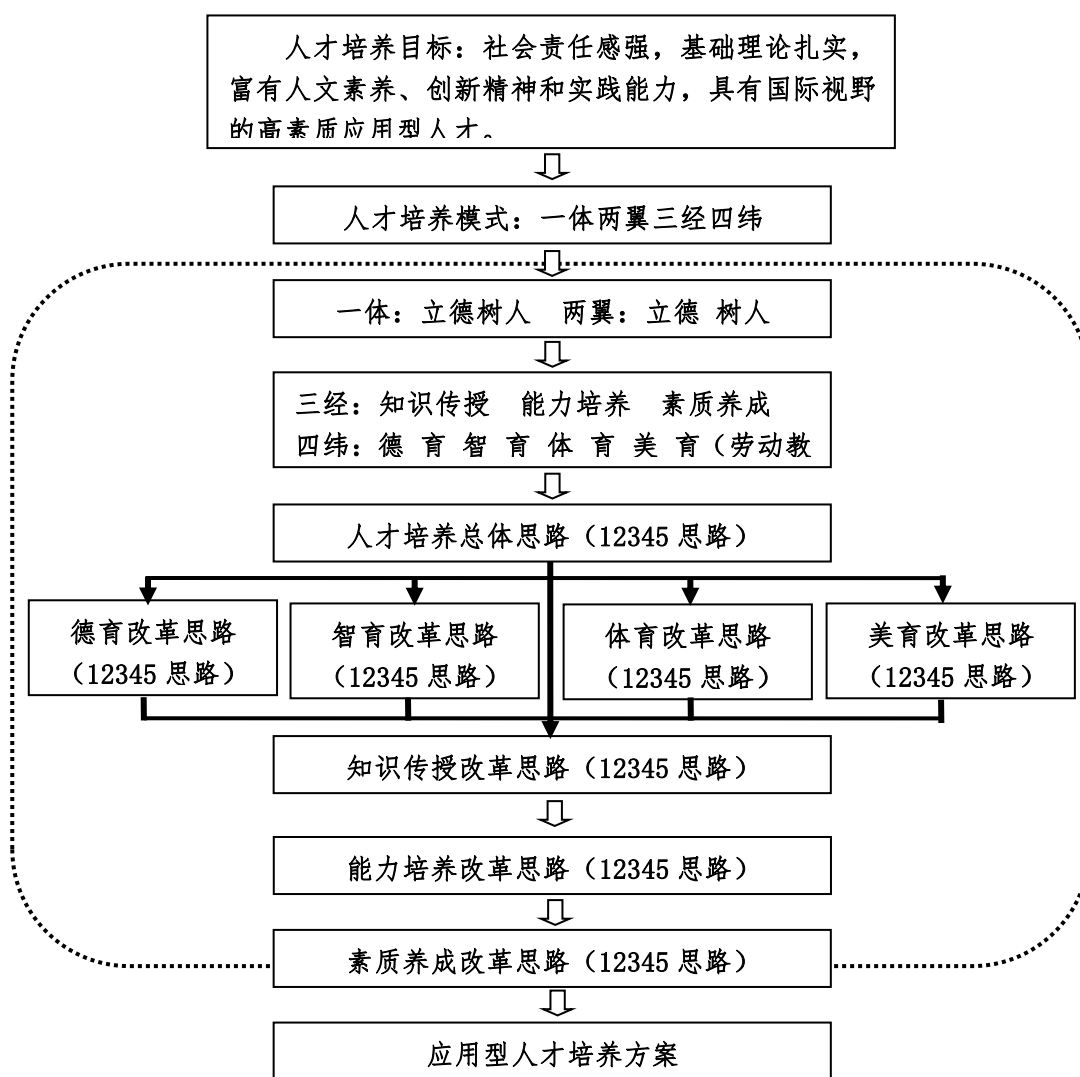 人才培养目标：社会责任感强，基础理论扎实，
富有人文素养、创新精神和实践能力，具有国际视野
的高素质应用型人才。
人才培养模式：一体两翼三经四纬
一体：立德树人 两翼：立德 树人
三经：知识传授 能力培养 素质养成
四纬：德 育 智 育 体 育 美 育（劳动教
人才培养总体思路（12345 思路）
德育改革思路
（12345 思路）
智育改革思路
（12345 思路）
体育改革思路
（12345 思路）
美育改革思路
（12345 思路）
知识传授改革思路（12345 思路）
能力培养改革思路（12345 思路）
素质养成改革思路（12345 思路）
应用型人才培养方案